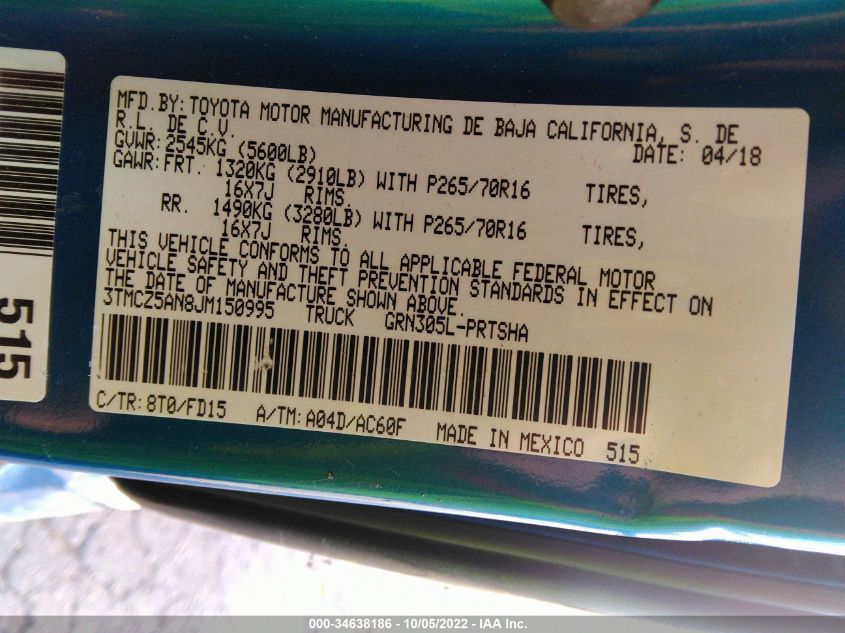 MFD.BY: TOYOTA MOTOR MANUFACTURING DE BAJA CALIFORNIA, S. DE
R.L. DE C.V.
DATE: 04/18
GVWR: 2545KG (5600LB)
GAWR: FRT. 1320KG (2910LB) WITH P265/70R16 TIRES,
16X7J RIMS.
RR. 1490KG (3280LB) WITH P265/70R16 TIRES,
16X7J RIMS.
THIS VEHICLE CONFORMS TO ALL APPLICABLE FEDERAL MOTOR
VEHICLE SAFETY AND THEFT PREVENTION STANDARDS IN EFFECT ON
THE DATE OF MANUFACTURE SHOWN ABOVE.
3TMCZ5AN8JM150995 TRUCK GRN305L-PRTSHA
C/TR: 8T0/FD15 A/TM: A04D/AC60F MADE IN MEXICO 515
515
000-34638186 - 10/05/2022 - IAA Inc.